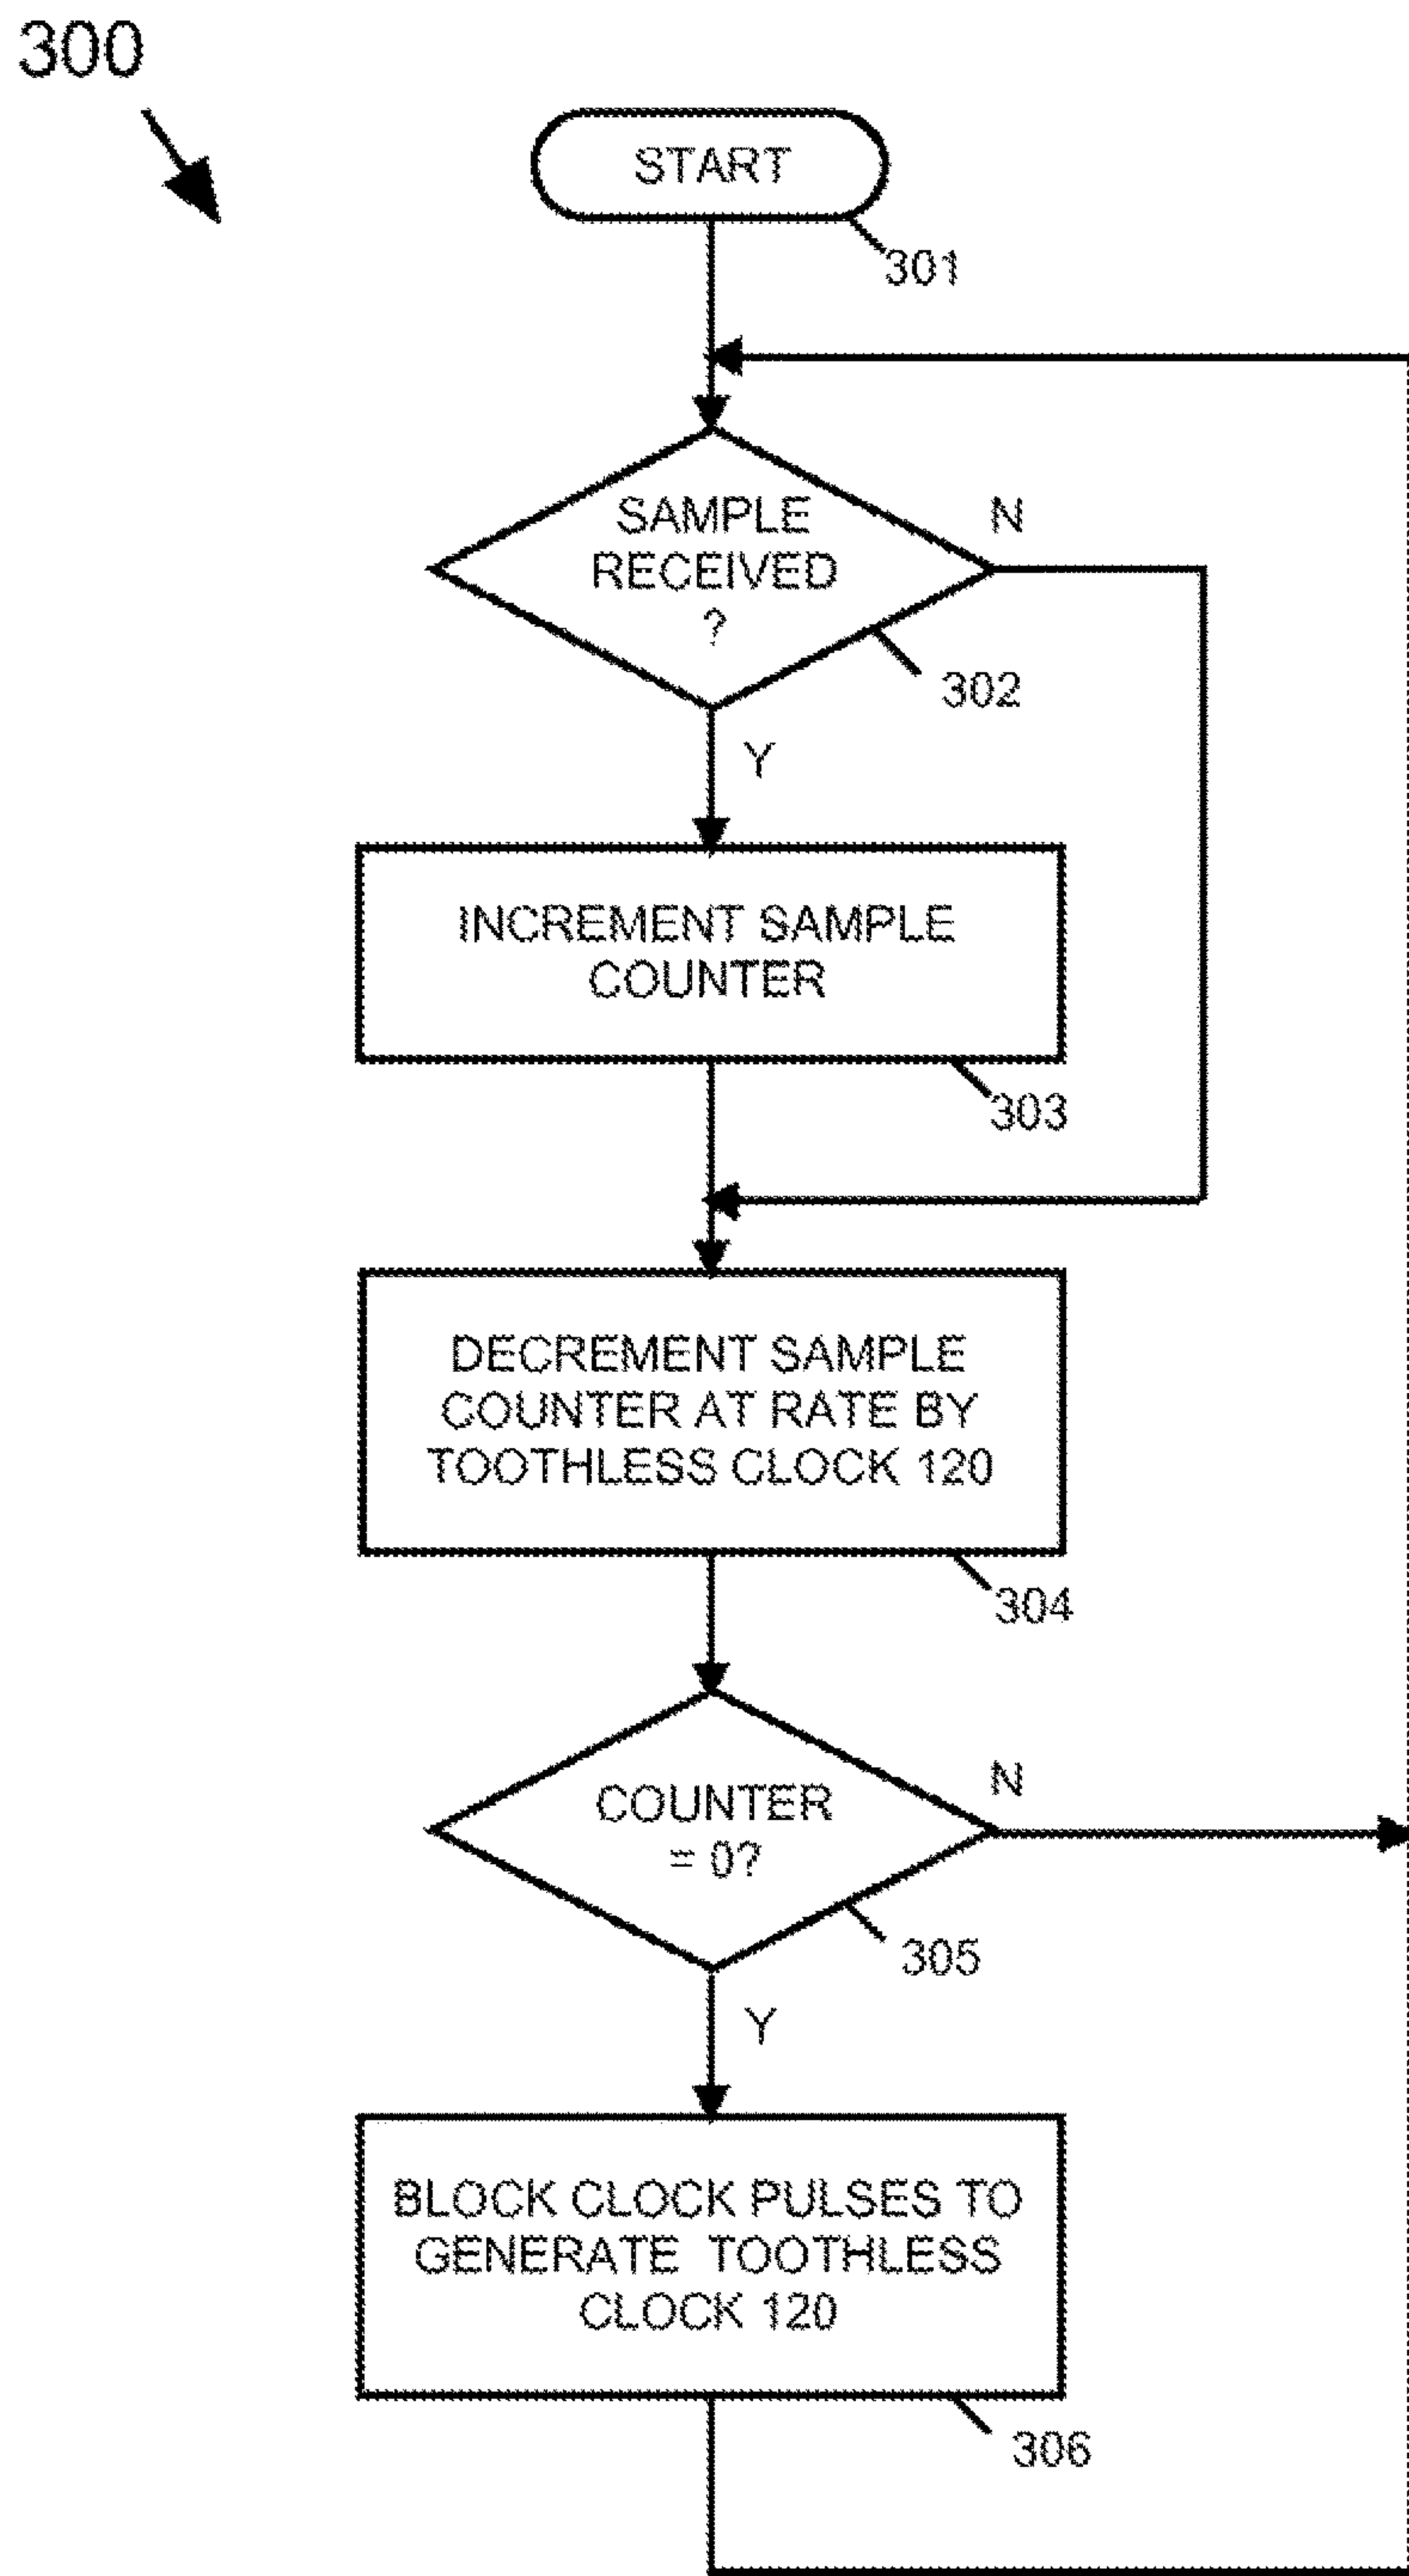 300
START
301
SAMPLE
RECEIVED
?
N
302
Y
INCREMENT SAMPLE
COUNTER
303
DECREMENT SAMPLE
COUNTER AT RATE BY
TOOTHLESS CLOCK 120
304
COUNTER
= 0?
N
305
Y
BLOCK CLOCK PULSES TO
GENERATE TOOTHLESS
CLOCK 120
306